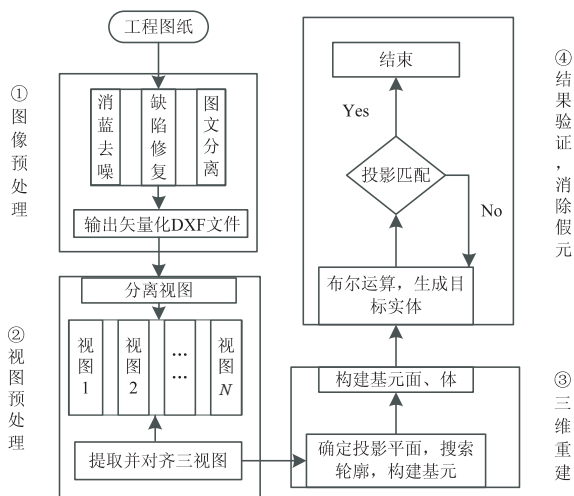 工程图纸
①图像预处理
消蓝去噪
缺陷修复
图文分离
输出矢量化DXF文件
②视图预处理
分离视图
视图1
视图2
……
视图N
提取并对齐三视图
③三维重建
确定投影平面，搜索
轮廓，构建基元
构建基元面、体
④结果验证，消除假元
布尔运算，生成目
标实体
投影匹配
Yes
No
结束